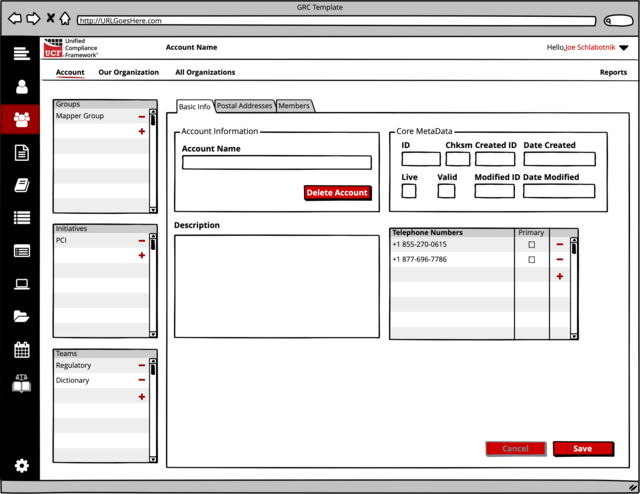 GRC Template
http://URLGoesHere.com
UCF
Unified
Compliance
Framework™
Account Name
Hello, Joe Schlabotnik
Account
Our Organization
All Organizations
Reports
Groups
Mapper Group
Initiatives
PCI
Teams
Regulatory
Dictionary
Basic Info
Postal Addresses
Members
Account Information
Account Name
Delete Account
Core MetaData
ID
Chksm
Created ID
Date Created
Live
Valid
Modified ID
Date Modified
Description
Telephone Numbers
Primary
+1 855-270-0615
+1 877-696-7786
Cancel
Save